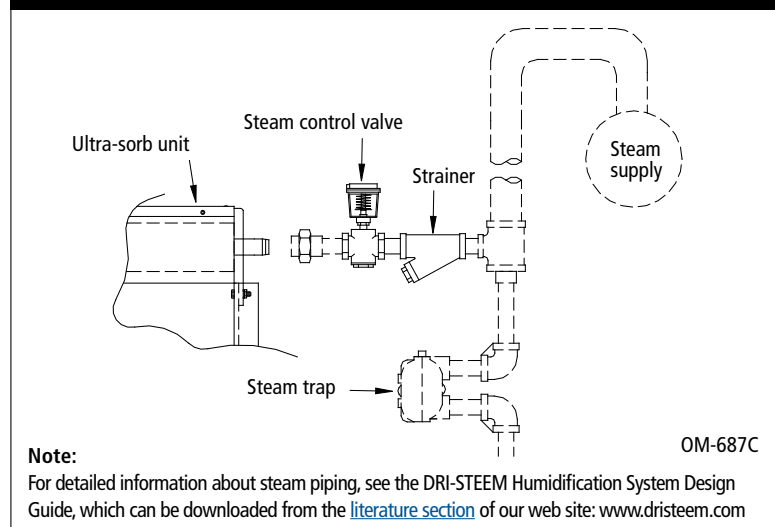 Steam control valve
Ultra-sorb unit
Strainer
Steam
supply
Steam trap
OM-687C
Note:
For detailed information about steam piping, see the DRI-STEEM Humidification System Design
Guide, which can be downloaded from the literature section of our web site: www.dristeem.com